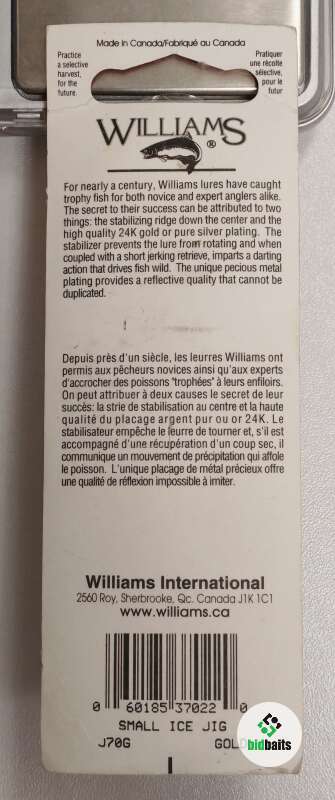 Made in Canada/Fabriqué au Canada
Practice
a selective
harvest,
for the
future.
Pratiquer
une récolte
sélective,
pour le
futur
WILLIAMS
®
For nearly a century, Williams lures have caught
trophy fish for both novice and expert anglers alike.
The secret to their success can be attributed to two
things: the stabilizing ridge down the center and the
high quality 24K gold or pure silver plating. The
stabilizer prevents the lure from rotating and when
coupled with a short jerking retrieve, imparts a darting
action that drives fish wild. The unique pecious metal
plating provides a reflective quality that cannot be
duplicated.
Depuis près d'un siècle, les leurres Williams ont
permis aux pêcheurs novices ainsi qu'aux experts
d'accrocher des poissons "trophées" à leurs enfiloirs.
On peut attribuer à deux causes le secret de leur
succès: la strie de stabilisation au centre et la haute
qualité du placage argent pur ou or 24K. Le
stabilisateur empêche le leurre de tourner et, s'il est
accompagné d'une récupération d'un coup sec, il
communique un mouvement de précipitation qui affole
le poisson. L'unique placage de métal précieux offre
une qualité de réflexion impossible à imiter.
Williams International
2560 Roy, Sherbrooke, Qc. Canada J1K 1C1
www.williams.ca
0 60185 37022 0
SMALL ICE JIG
J70G GOLD
bidbaits